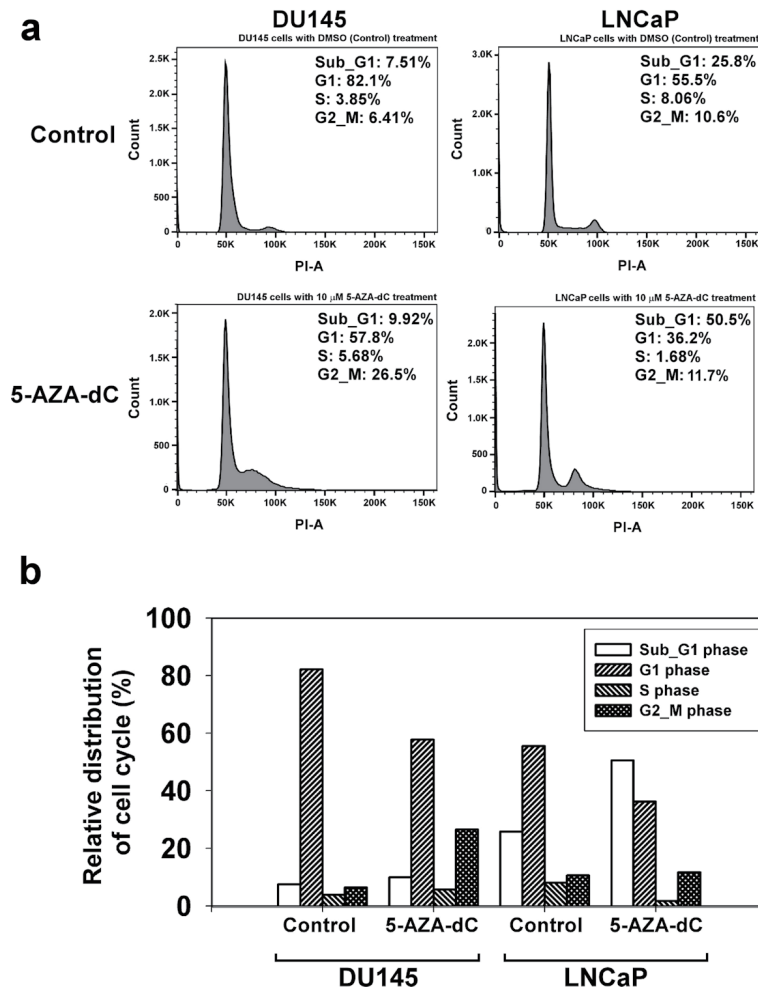 a
DU145
LNCaP
Control
5-AZA-dC
DU145 cells with DMSO (Control) treatment
Sub_G1: 7.51%
G1: 82.1%
S: 3.85%
G2_M: 6.41%
2.5K
2.0K
1.5K
1.0K
500
0
Count
0 50K 100K 150K 200K 150K
PI-A
LNCaP cells with DMSO (Control) treatment
Sub_G1: 25.8%
G1: 55.5%
S: 8.06%
G2_M: 10.6%
3.0K
2.0K
1.0K
0
Count
0 50K 100K 150K 200K 150K
PI-A
DU145 cells with 10 µM 5-AZA-dC treatment
Sub_G1: 9.92%
G1: 57.8%
S: 5.68%
G2_M: 26.5%
2.0K
1.5K
1.0K
500
0
Count
0 50K 100K 150K 200K 150K
PI-A
LNCaP cells with 10 µM 5-AZA-dC treatment
Sub_G1: 50.5%
G1: 36.2%
S: 1.68%
G2_M: 11.7%
2.5K
2.0K
1.5K
1.0K
500
0
Count
0 50K 100K 150K 200K 150K
PI-A
b
100
80
60
40
20
0
Relative distribution
of cell cycle (%)
Sub_G1 phase
G1 phase
S phase
G2_M phase
Control 5-AZA-dC Control 5-AZA-dC
DU145 LNCaP